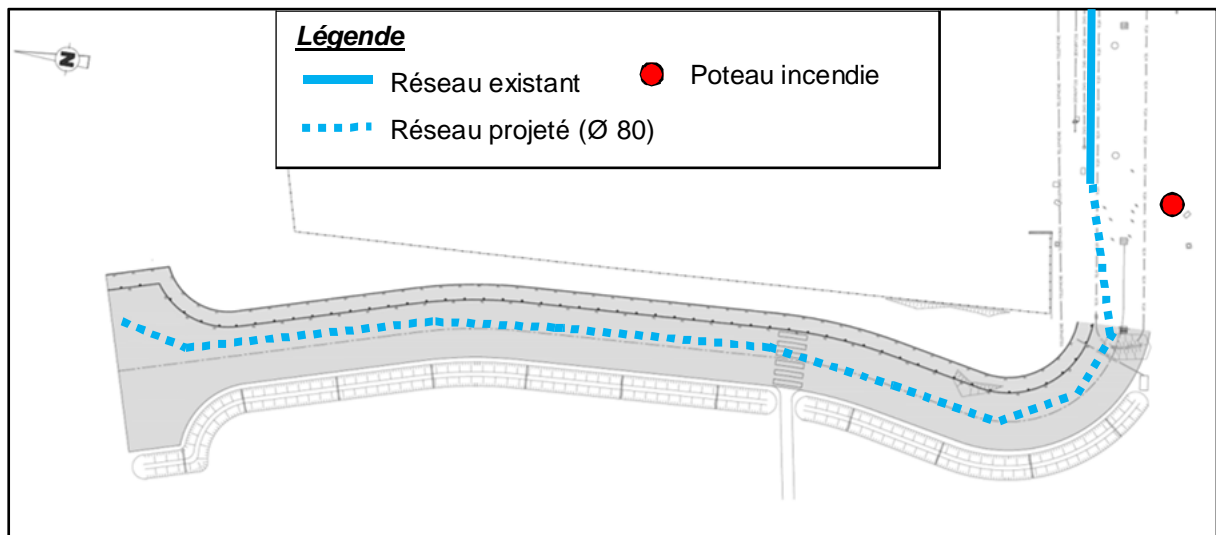 Légende
Réseau existant
Poteau incendie
Réseau projeté (Ø 80)
N